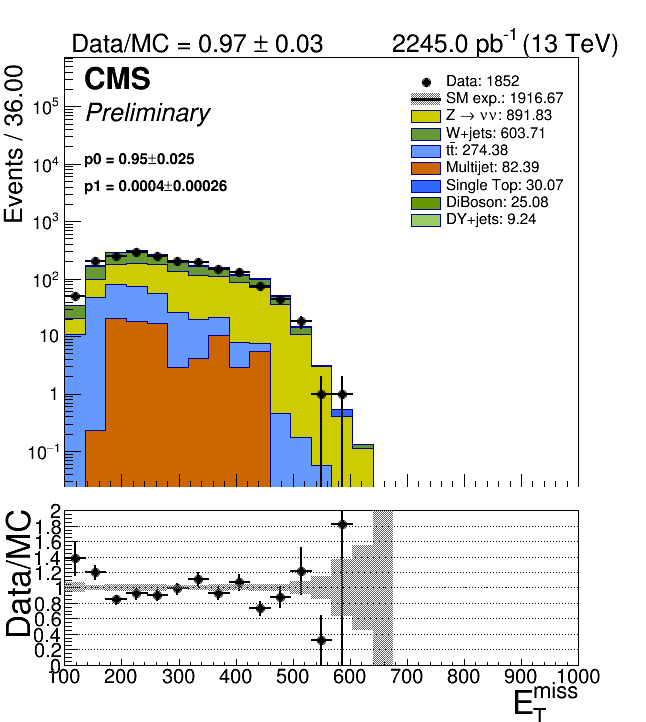 Data/MC = 0.97 ± 0.03 2245.0 pb⁻¹ (13 TeV)
CMS
Preliminary
p0 = 0.95±0.025
p1 = 0.0004±0.00026
Data: 1852
SM exp.: 1916.67
Z → νν: 891.83
W+jets: 603.71
tt̄: 274.38
Multijet: 82.39
Single Top: 30.07
DiBoson: 25.08
DY+jets: 9.24
Events / 36.00
10⁵
10⁴
10³
10²
10
1
10⁻¹
Data/MC
2
1.8
1.6
1.4
1.2
1
0.8
0.6
0.4
0.2
0
100 200 300 400 500 600 700 800 900 1000
E_T^miss